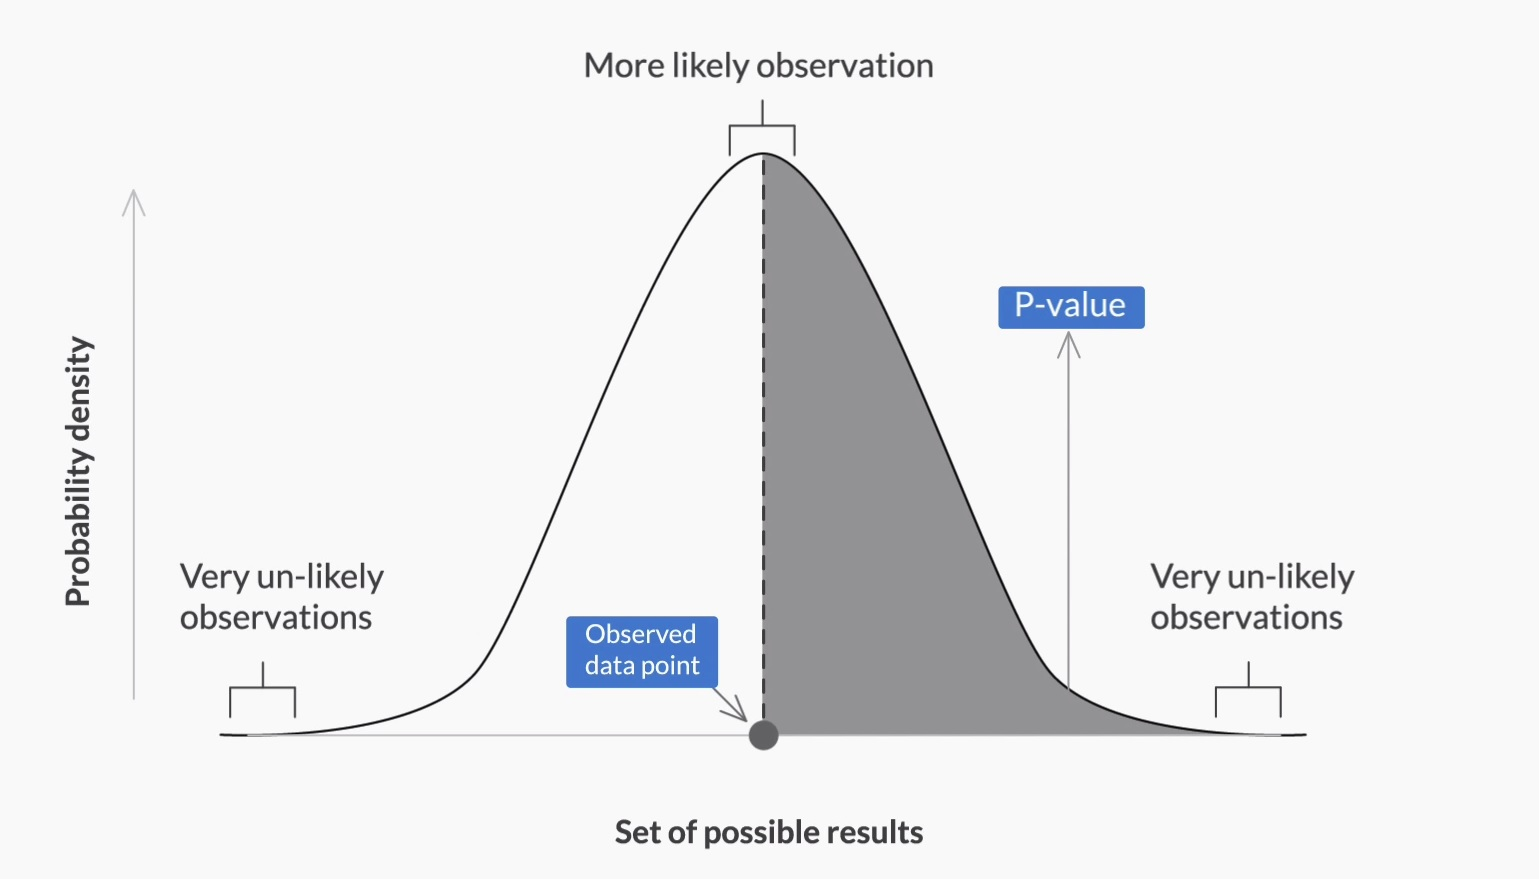 More likely observation
P-value
Probability density
Very un-likely
observations
Observed
data point
Very un-likely
observations
Set of possible results